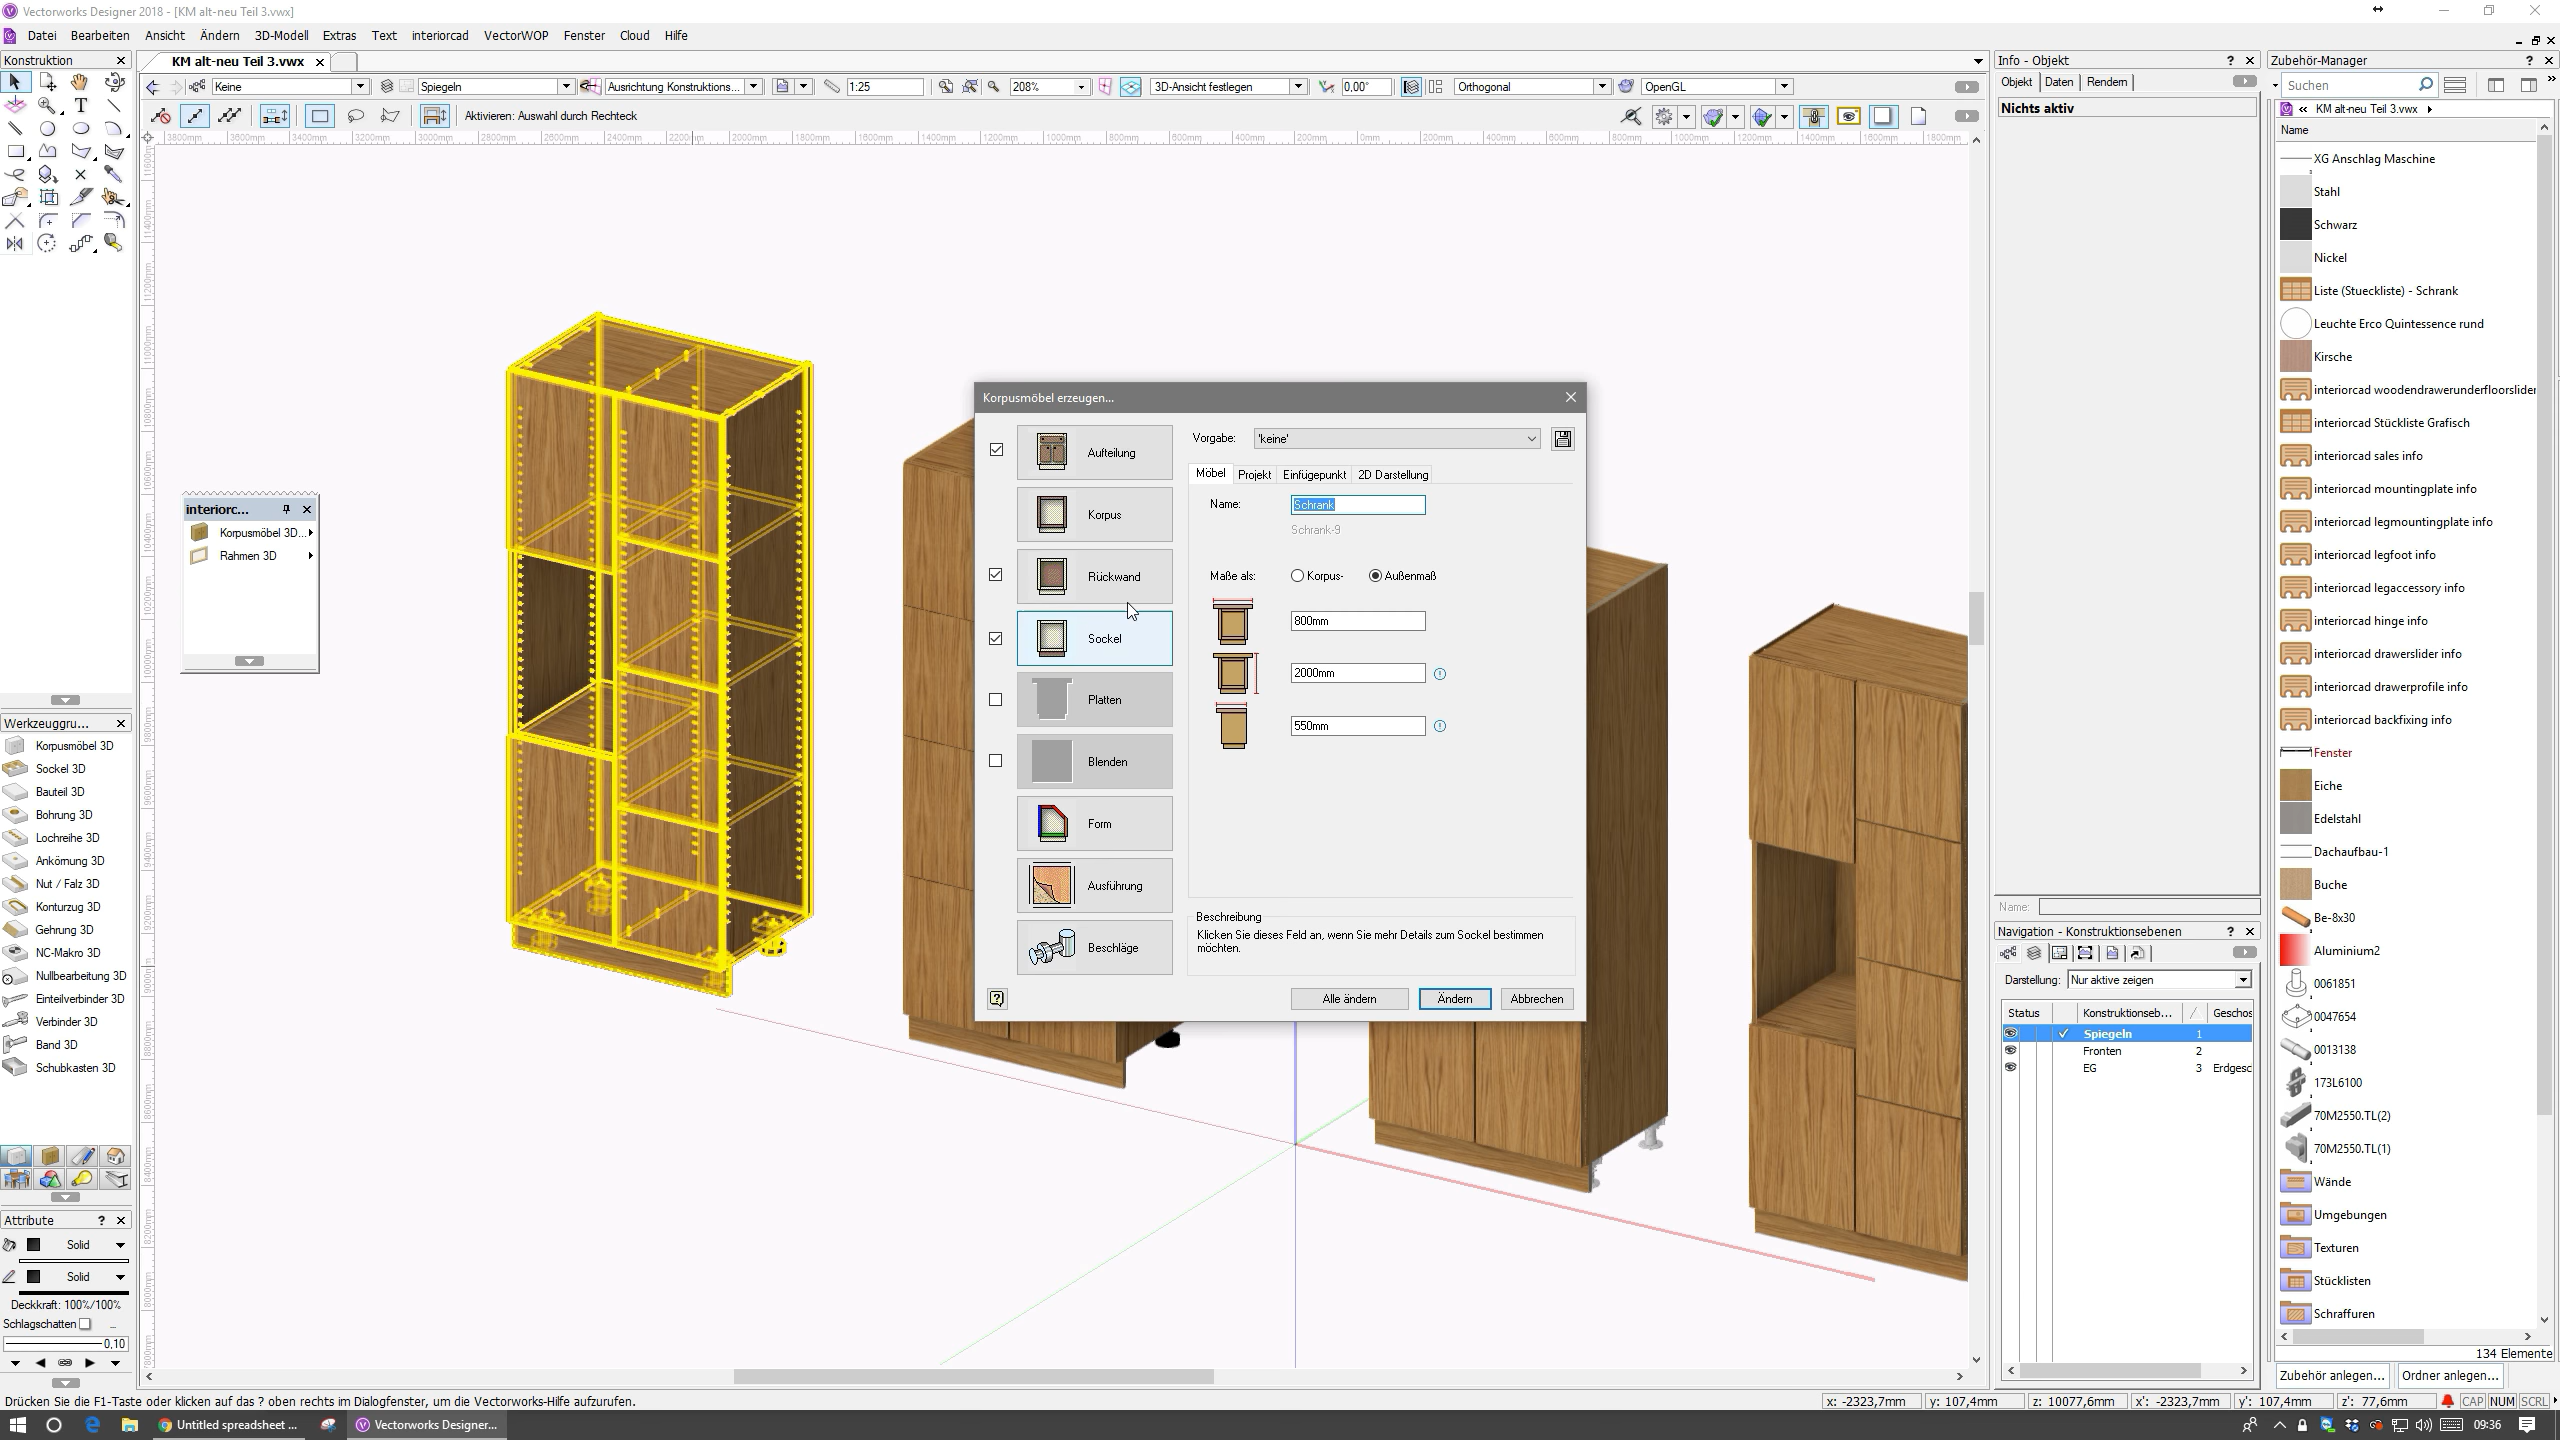 Vectorworks Designer 2018 - [KM alt-neu Teil 3.vwx]
Datei Bearbeiten Ansicht Ändern 3D-Modell Extras Text interiorcad VectorWOP Fenster Cloud Hilfe
Konstruktion
KM alt-neu Teil 3.vwx
Keine Spiegeln Ausrichtung Konstruktions... 1:25 208% 3D-Ansicht festlegen 0,00° Orthogonal OpenGL
Aktivieren: Auswahl durch Rechteck
interiorc...
Korpusmöbel 3D...
Rahmen 3D
Werkzeuggru...
Korpusmöbel 3D
Sockel 3D
Bauteil 3D
Bohrung 3D
Lochreihe 3D
Ankörnung 3D
Nut / Falz 3D
Konturzug 3D
Gehrung 3D
NC-Makro 3D
Nullbearbeitung 3D
Einteilverbinder 3D
Verbinder 3D
Band 3D
Schubkasten 3D
Attribute ?
Solid
Solid
Deckkraft: 100%/100%
Schlagschatten ...
0,10
Korpusmöbel erzeugen...
Aufteilung
Korpus
Rückwand
Sockel
Platten
Blenden
Form
Ausführung
Beschläge
Vorgabe: 'keine'
Möbel Projekt Einfügepunkt 2D Darstellung
Name: Schrank
Schrank-9
Maße als: Korpus- Außenmaß
800mm
2000mm
550mm
Beschreibung
Klicken Sie dieses Feld an, wenn Sie mehr Details zum Sockel bestimmen
möchten.
Alle ändern Ändern Abbrechen
Info - Objekt ?
Objekt Daten Rendern
Nichts aktiv
Name:
Navigation - Konstruktionsebenen ?
Darstellung: Nur aktive zeigen
Status Konstruktionseb... Geschos
Spiegeln 1
Fronten 2
EG 3 Erdgesc
Zubehör-Manager ?
Suchen
KM alt-neu Teil 3.vwx
Name
XG Anschlag Maschine
Stahl
Schwarz
Nickel
Liste (Stueckliste) - Schrank
Leuchte Erco Quintessence rund
Kirsche
interiorcad woodendrawerunderfloorslider
interiorcad Stückliste Grafisch
interiorcad sales info
interiorcad mountingplate info
interiorcad legmountingplate info
interiorcad legfoot info
interiorcad legaccessory info
interiorcad hinge info
interiorcad drawerslider info
interiorcad drawerprofile info
interiorcad backfixing info
Fenster
Eiche
Edelstahl
Dachaufbau-1
Buche
Be-8x30
Aluminium2
0061851
0047654
0013138
173L6100
70M2550.TL(2)
70M2550.TL(1)
Wände
Umgebungen
Texturen
Stücklisten
Schraffuren
134 Elemente
Zubehör anlegen... Ordner anlegen...
Drücken Sie die F1-Taste oder klicken auf das ? oben rechts im Dialogfenster, um die Vectorworks-Hilfe aufzurufen.
x: -2323,7mm y: 107,4mm z: 10077,6mm x': -2323,7mm y': 107,4mm z': 77,6mm CAP NUM SCRL
Untitled spreadsheet ... Vectorworks Designer... 09:36